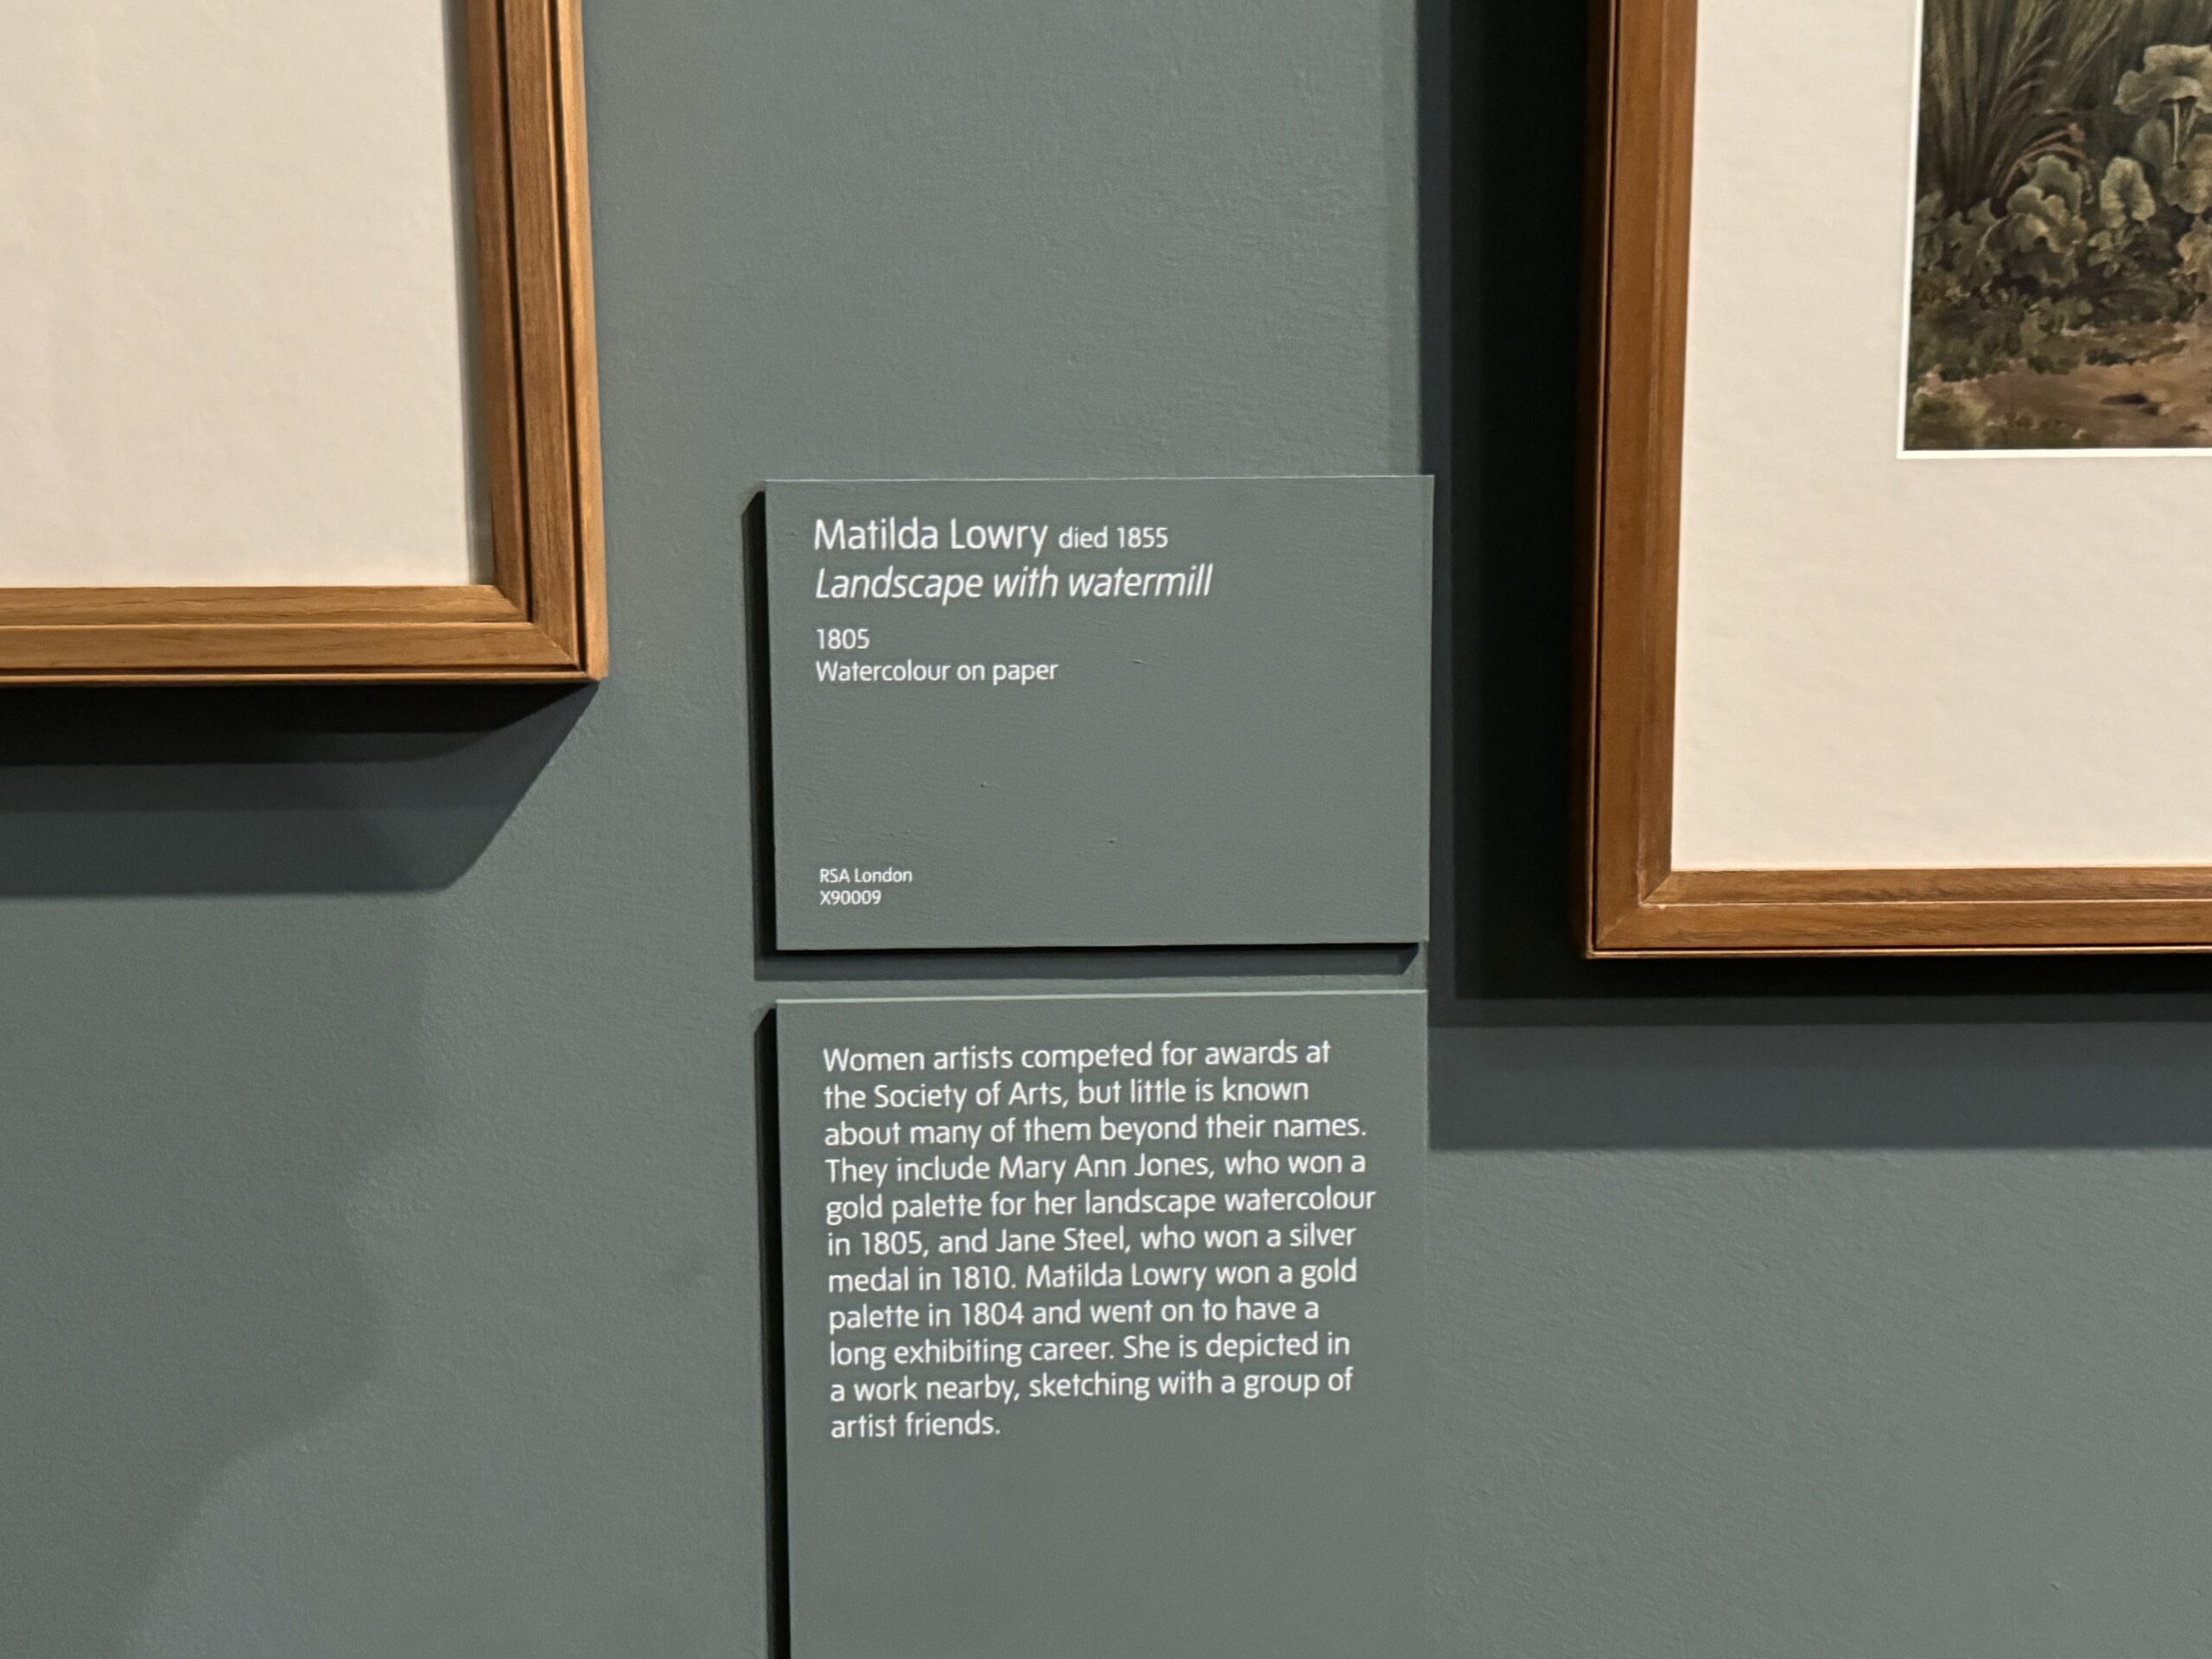 Matilda Lowry died 1855
Landscape with watermill
1805
Watercolour on paper
RSA London
X90009
Women artists competed for awards at
the Society of Arts, but little is known
about many of them beyond their names.
They include Mary Ann Jones, who won a
gold palette for her landscape watercolour
in 1805, and Jane Steel, who won a silver
medal in 1810. Matilda Lowry won a gold
palette in 1804 and went on to have a
long exhibiting career. She is depicted in
a work nearby, sketching with a group of
artist friends.